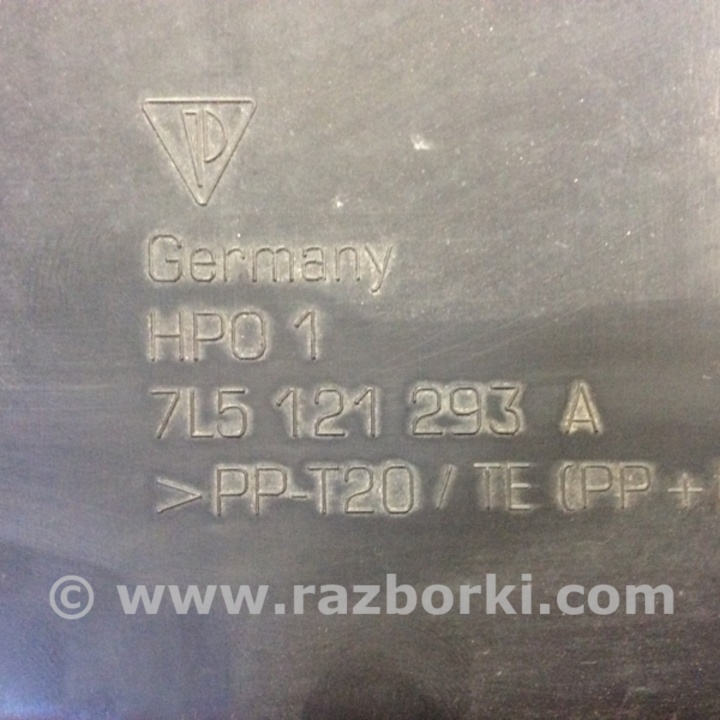 Germany
HPO 1
7L5 121 293 A
>PP-T20 / TE (PP +
© www.razborki.com